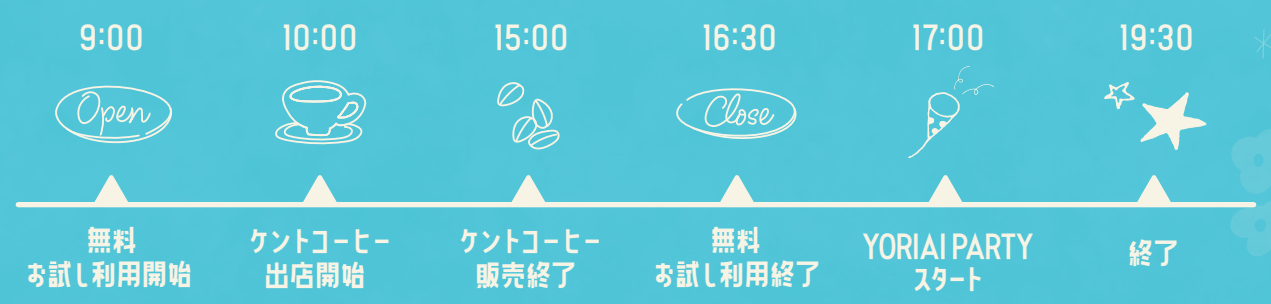 9:00
10:00
15:00
16:30
17:00
19:30
Open
Close
無料
お試し利用開始
ケントコーヒー
出店開始
ケントコーヒー
販売終了
無料
お試し利用終了
YORIAI PARTY
スタート
終了